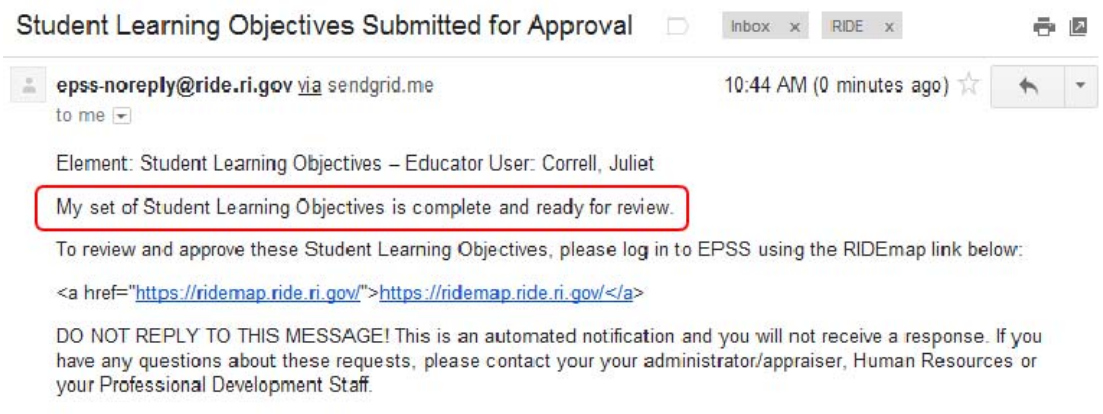 Student Learning Objectives Submitted for Approval Inbox x RIDE x
epss-noreply@ride.ri.gov via sendgrid.me 10:44 AM (0 minutes ago)
to me
Element: Student Learning Objectives – Educator User: Correll, Juliet
My set of Student Learning Objectives is complete and ready for review.
To review and approve these Student Learning Objectives, please log in to EPSS using the RIDEmap link below:
<a href="https://ridemap.ride.ri.gov/">https://ridemap.ride.ri.gov/</a>
DO NOT REPLY TO THIS MESSAGE! This is an automated notification and you will not receive a response. If you
have any questions about these requests, please contact your your administrator/appraiser, Human Resources or
your Professional Development Staff.